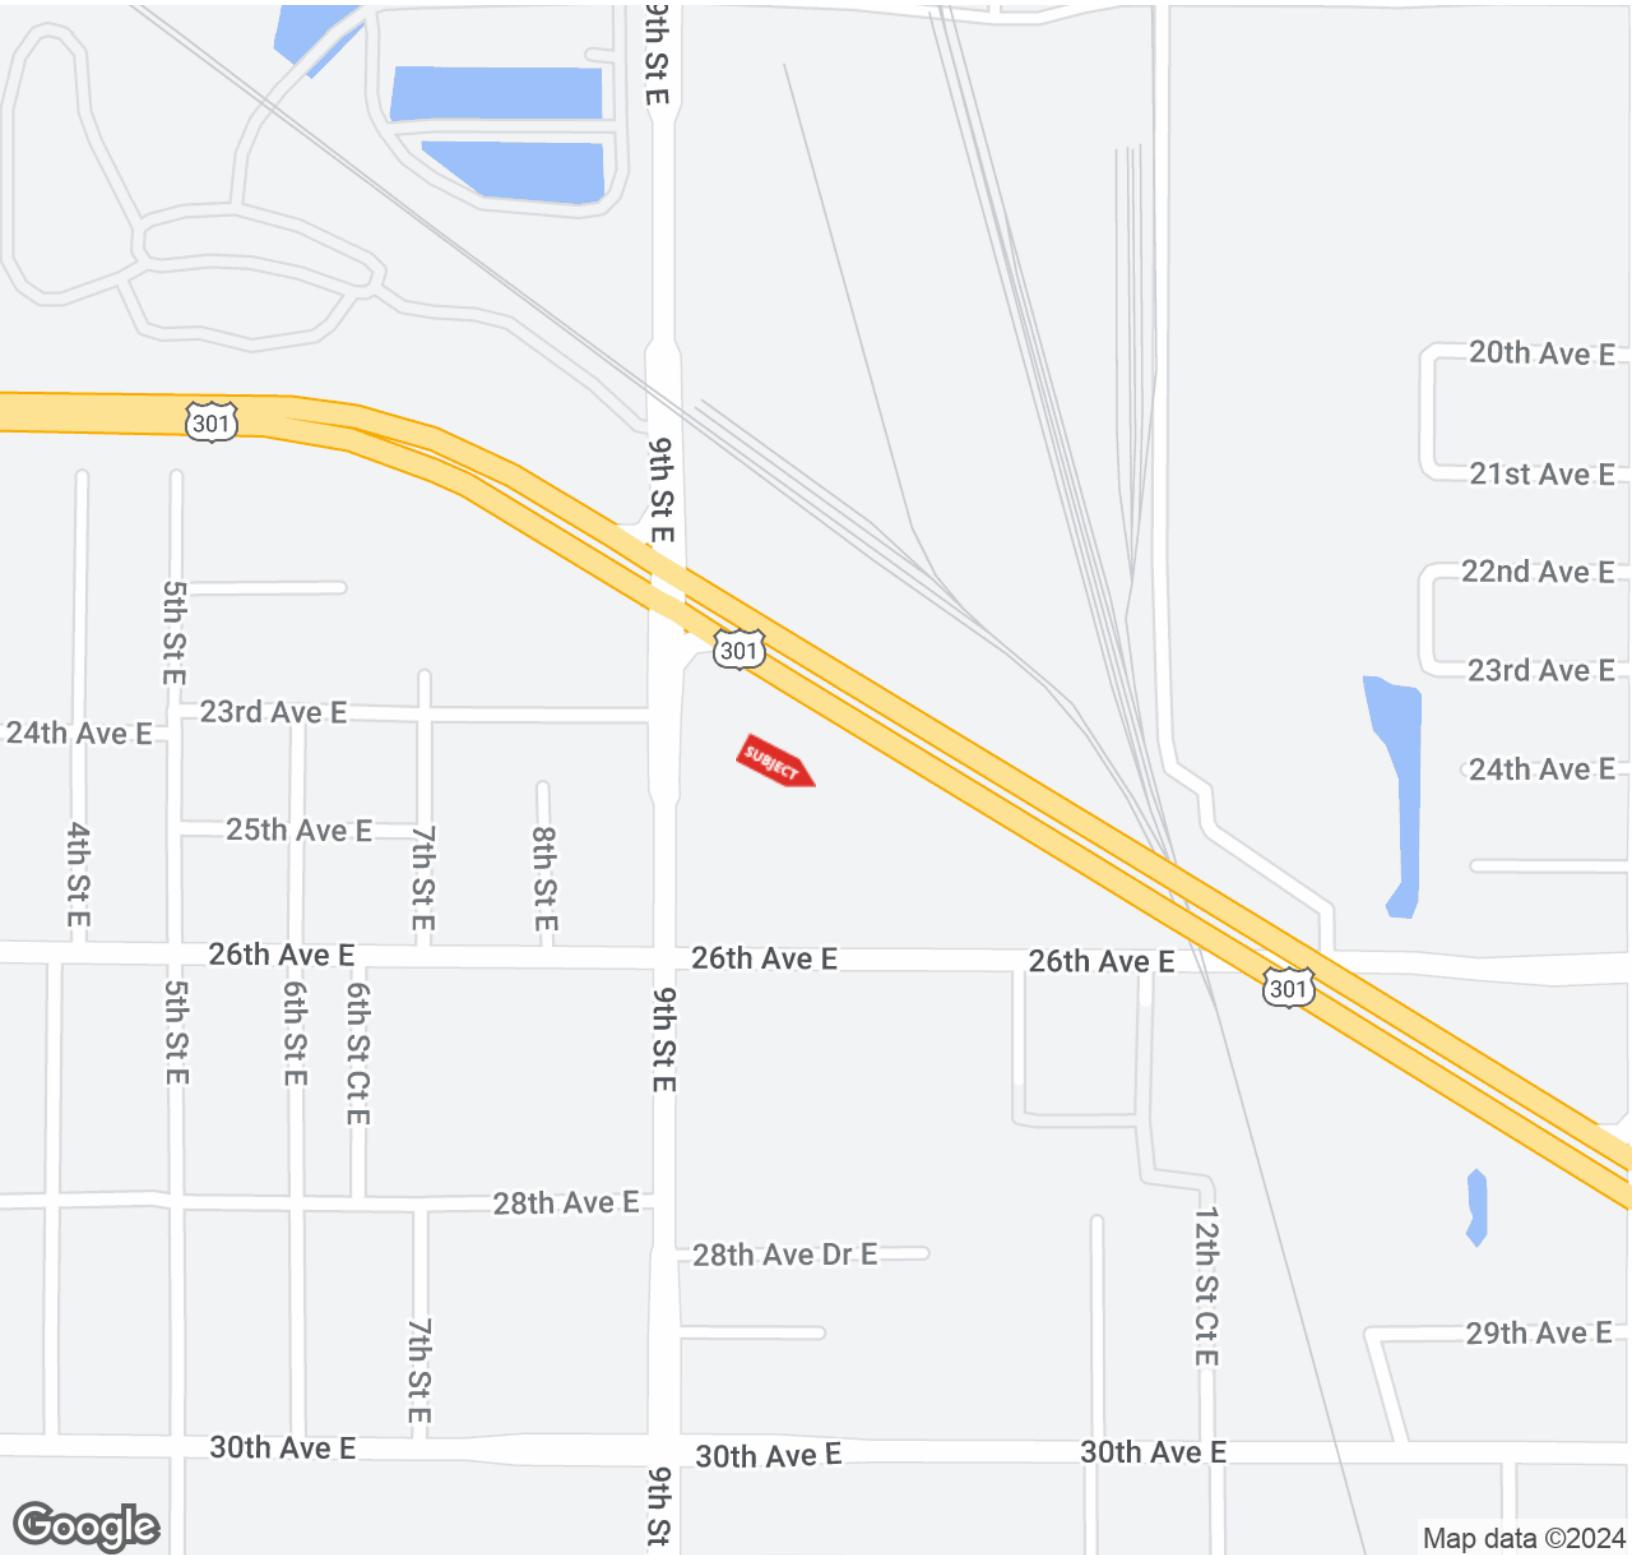 9th St E
20th Ave E
301
9th St E
21st Ave E
22nd Ave E
5th St E
301
23rd Ave E
23rd Ave E
24th Ave E
SUBJECT
24th Ave E
4th St E
25th Ave E
7th St E
8th St E
26th Ave E
26th Ave E
26th Ave E
301
5th St E
6th St E
6th St Ct E
9th St E
28th Ave E
28th Ave Dr E
12th St Ct E
7th St E
29th Ave E
30th Ave E
30th Ave E
30th Ave E
9th St
Google
Map data ©2024